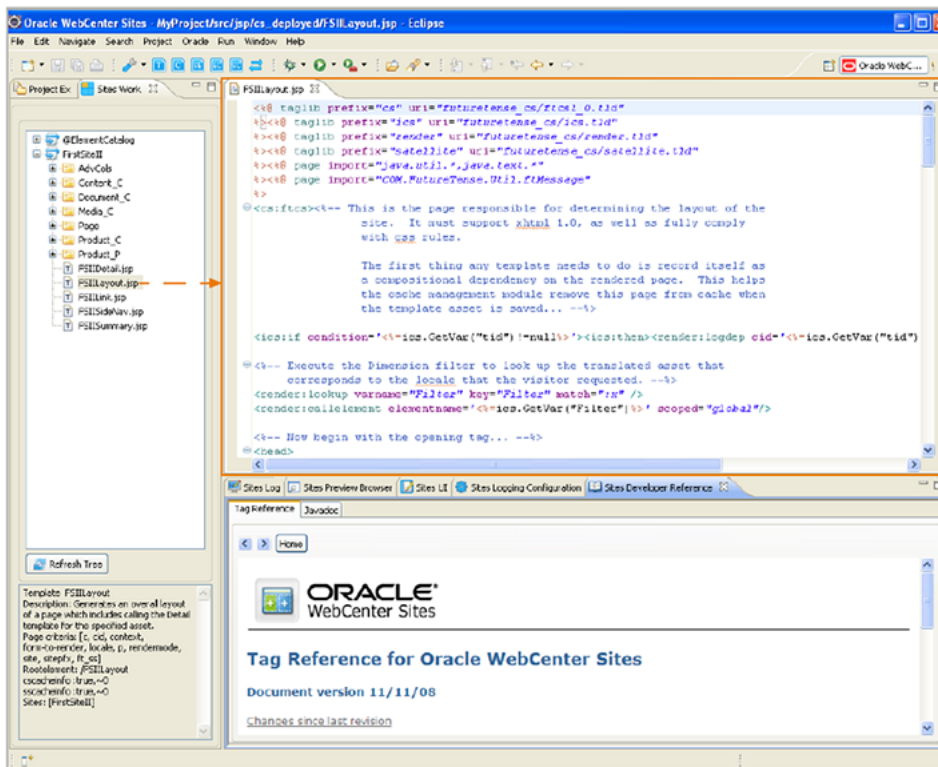 Oracle WebCenter Sites - MyProject/src/jsp/cs_deployed/FSIILayout.jsp - Eclipse
File Edit Navigate Search Project Oracle Run Window Help
Oracle WebC...
Project Ex
Sites Work
FSIILayout.jsp
@ElementCatalog
FirstSiteII
AdvCols
Content_C
Document_C
Media_C
Page
Product_C
Product_P
FSIIDetail.jsp
FSIILayout.jsp
FSIILink.jsp
FSIISideNav.jsp
FSIISummary.jsp
Refresh Tree
Template FSIILayout
Description: Generates an overall layout
of a page which includes calling the Detail
template for the specified asset.
Page criteria: [c, cid, context,
form-to-render, locale, p, rendermode,
site, sitepfx, ft_ss]
Rootelement: /FSIILayout
cscacheinfo :true,~0
sscacheinfo :true,~0
Sites: [FirstSiteII]
<%@ taglib prefix="cs" uri="futuretense_cs/ftcs1_0.tld"
%><%@ taglib prefix="ics" uri="futuretense_cs/ics.tld"
%><%@ taglib prefix="render" uri="futuretense_cs/render.tld"
%><%@ taglib prefix="satellite" uri="futuretense_cs/satellite.tld"
%><%@ page import="java.util.*,java.text.*"
%><%@ page import="COM.FutureTense.Util.ftMessage"
%>
<cs:ftcs><%-- This is the page responsible for determining the layout of the
site. It must support xhtml 1.0, as well as fully comply
with css rules.
The first thing any template needs to do is record itself as
a compositional dependency on the rendered page. This helps
the cache management module remove this page from cache when
the template asset is saved... --%>
<ics:if condition='<%=ics.GetVar("tid")!=null%>'><ics:then><render:logdep cid='<%=ics.GetVar("tid")
<%-- Execute the Dimension filter to look up the translated asset that
corresponds to the locale that the visitor requested. --%>
<render:lookup varname="Filter" key="Filter" match=":x" />
<render:callelement elementname='<%=ics.GetVar("Filter")%>' scoped="global"/>
<%-- Now begin with the opening tag... --%>
<head>
Sites Log
Sites Preview Browser
Sites UI
Sites Logging Configuration
Sites Developer Reference
Tag Reference
Javadoc
Home
ORACLE®
WebCenter Sites
Tag Reference for Oracle WebCenter Sites
Document version 11/11/08
Changes since last revision